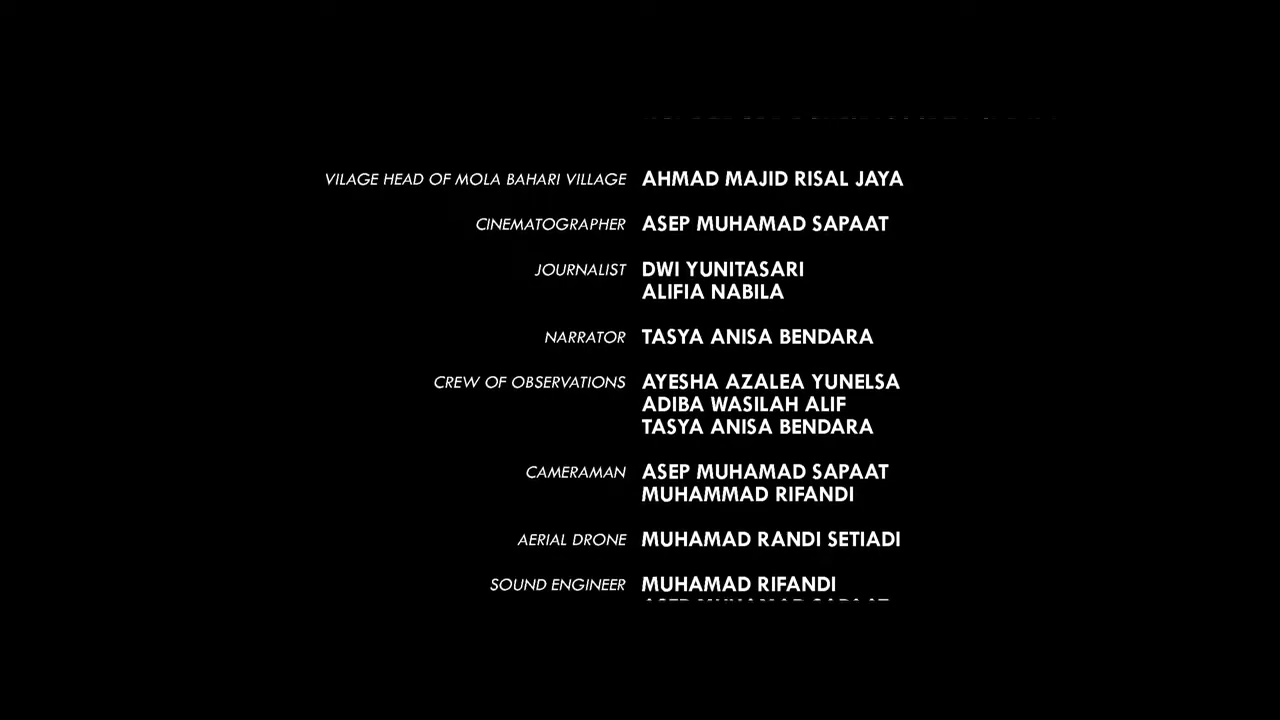 VILAGE HEAD OF MOLA BAHARI VILLAGE AHMAD MAJID RISAL JAYA
CINEMATOGRAPHER ASEP MUHAMAD SAPAAT
JOURNALIST DWI YUNITASARI
ALIFIA NABILA
NARRATOR TASYA ANISA BENDARA
CREW OF OBSERVATIONS AYESHA AZALEA YUNELSA
ADIBA WASILAH ALIF
TASYA ANISA BENDARA
CAMERAMAN ASEP MUHAMAD SAPAAT
MUHAMMAD RIFANDI
AERIAL DRONE MUHAMAD RANDI SETIADI
SOUND ENGINEER MUHAMAD RIFANDI